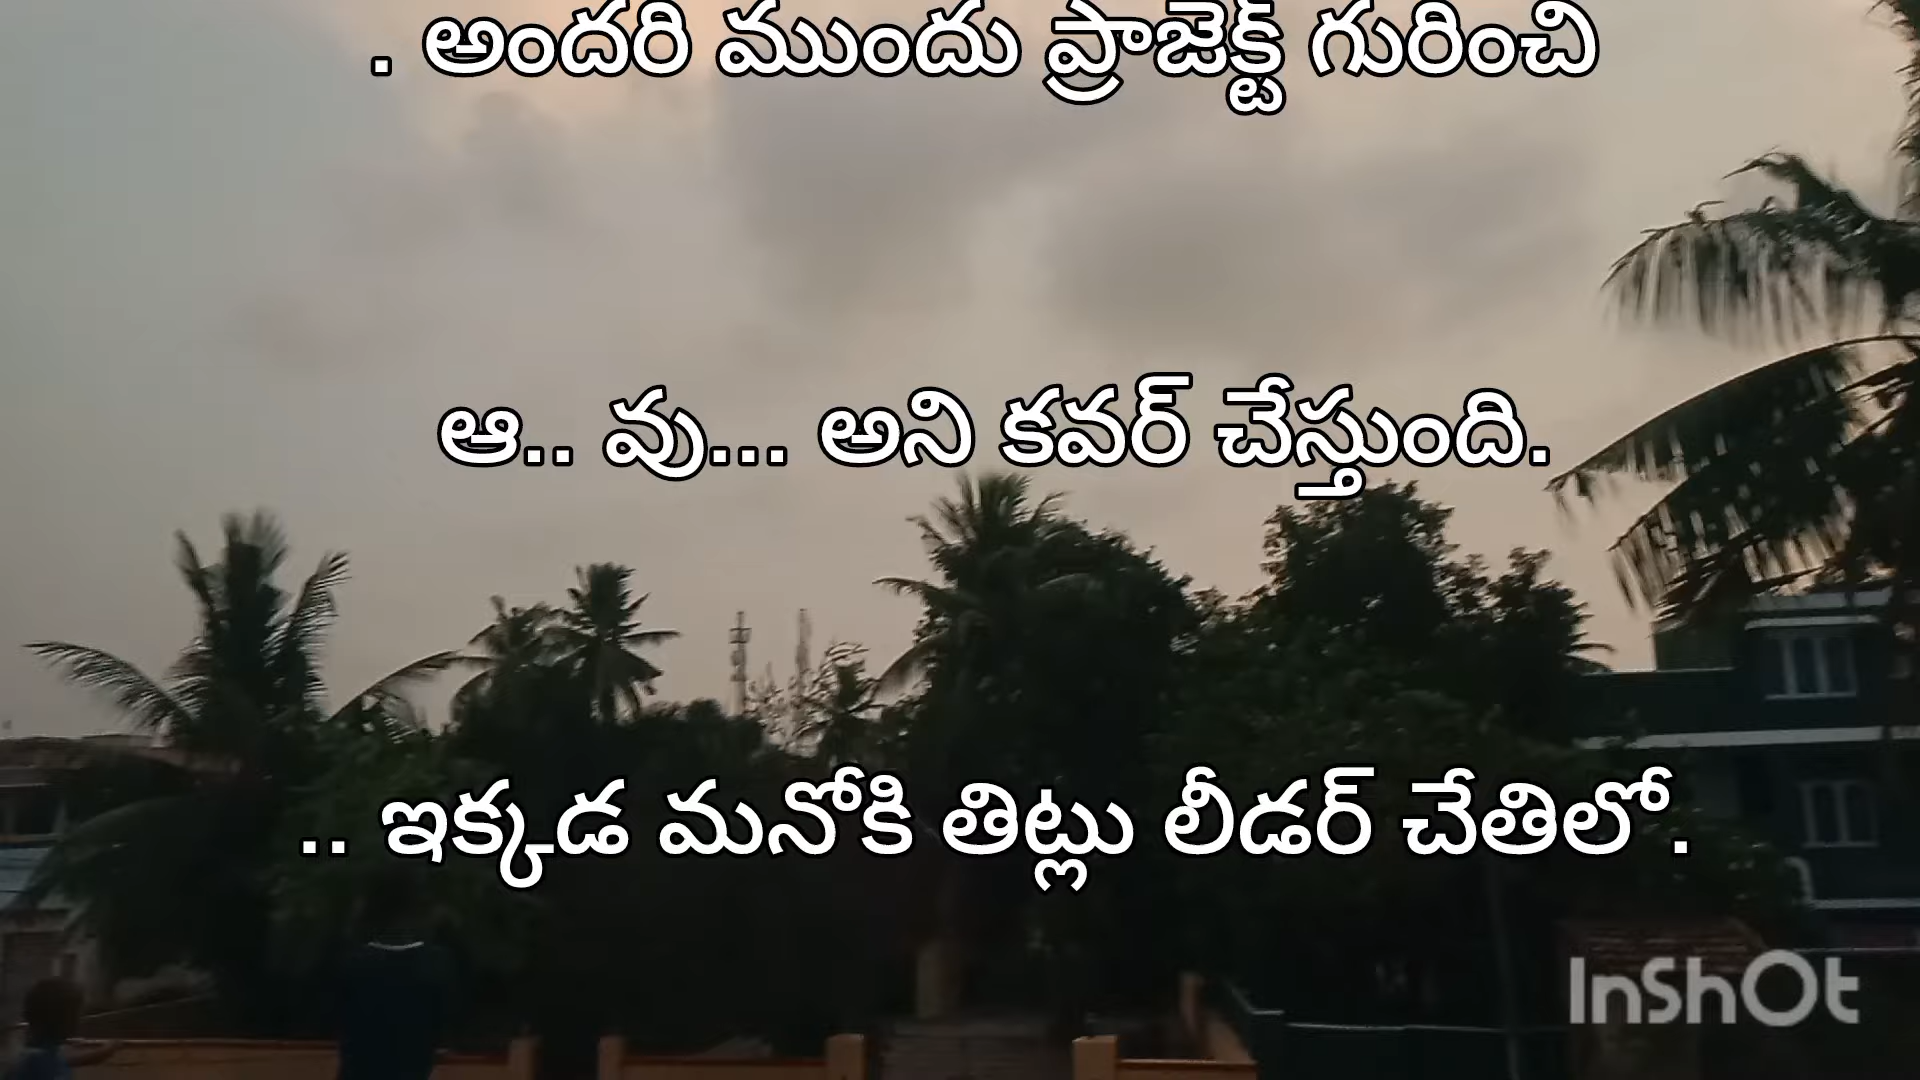 . అందరి ముందు ప్రాజెక్ట్ గురించి
ఆ.. వు... అని కవర్ చేస్తుంది.
.. ఇక్కడ మనోకి తిట్లు లీడర్ చేతిలో.
InShOt